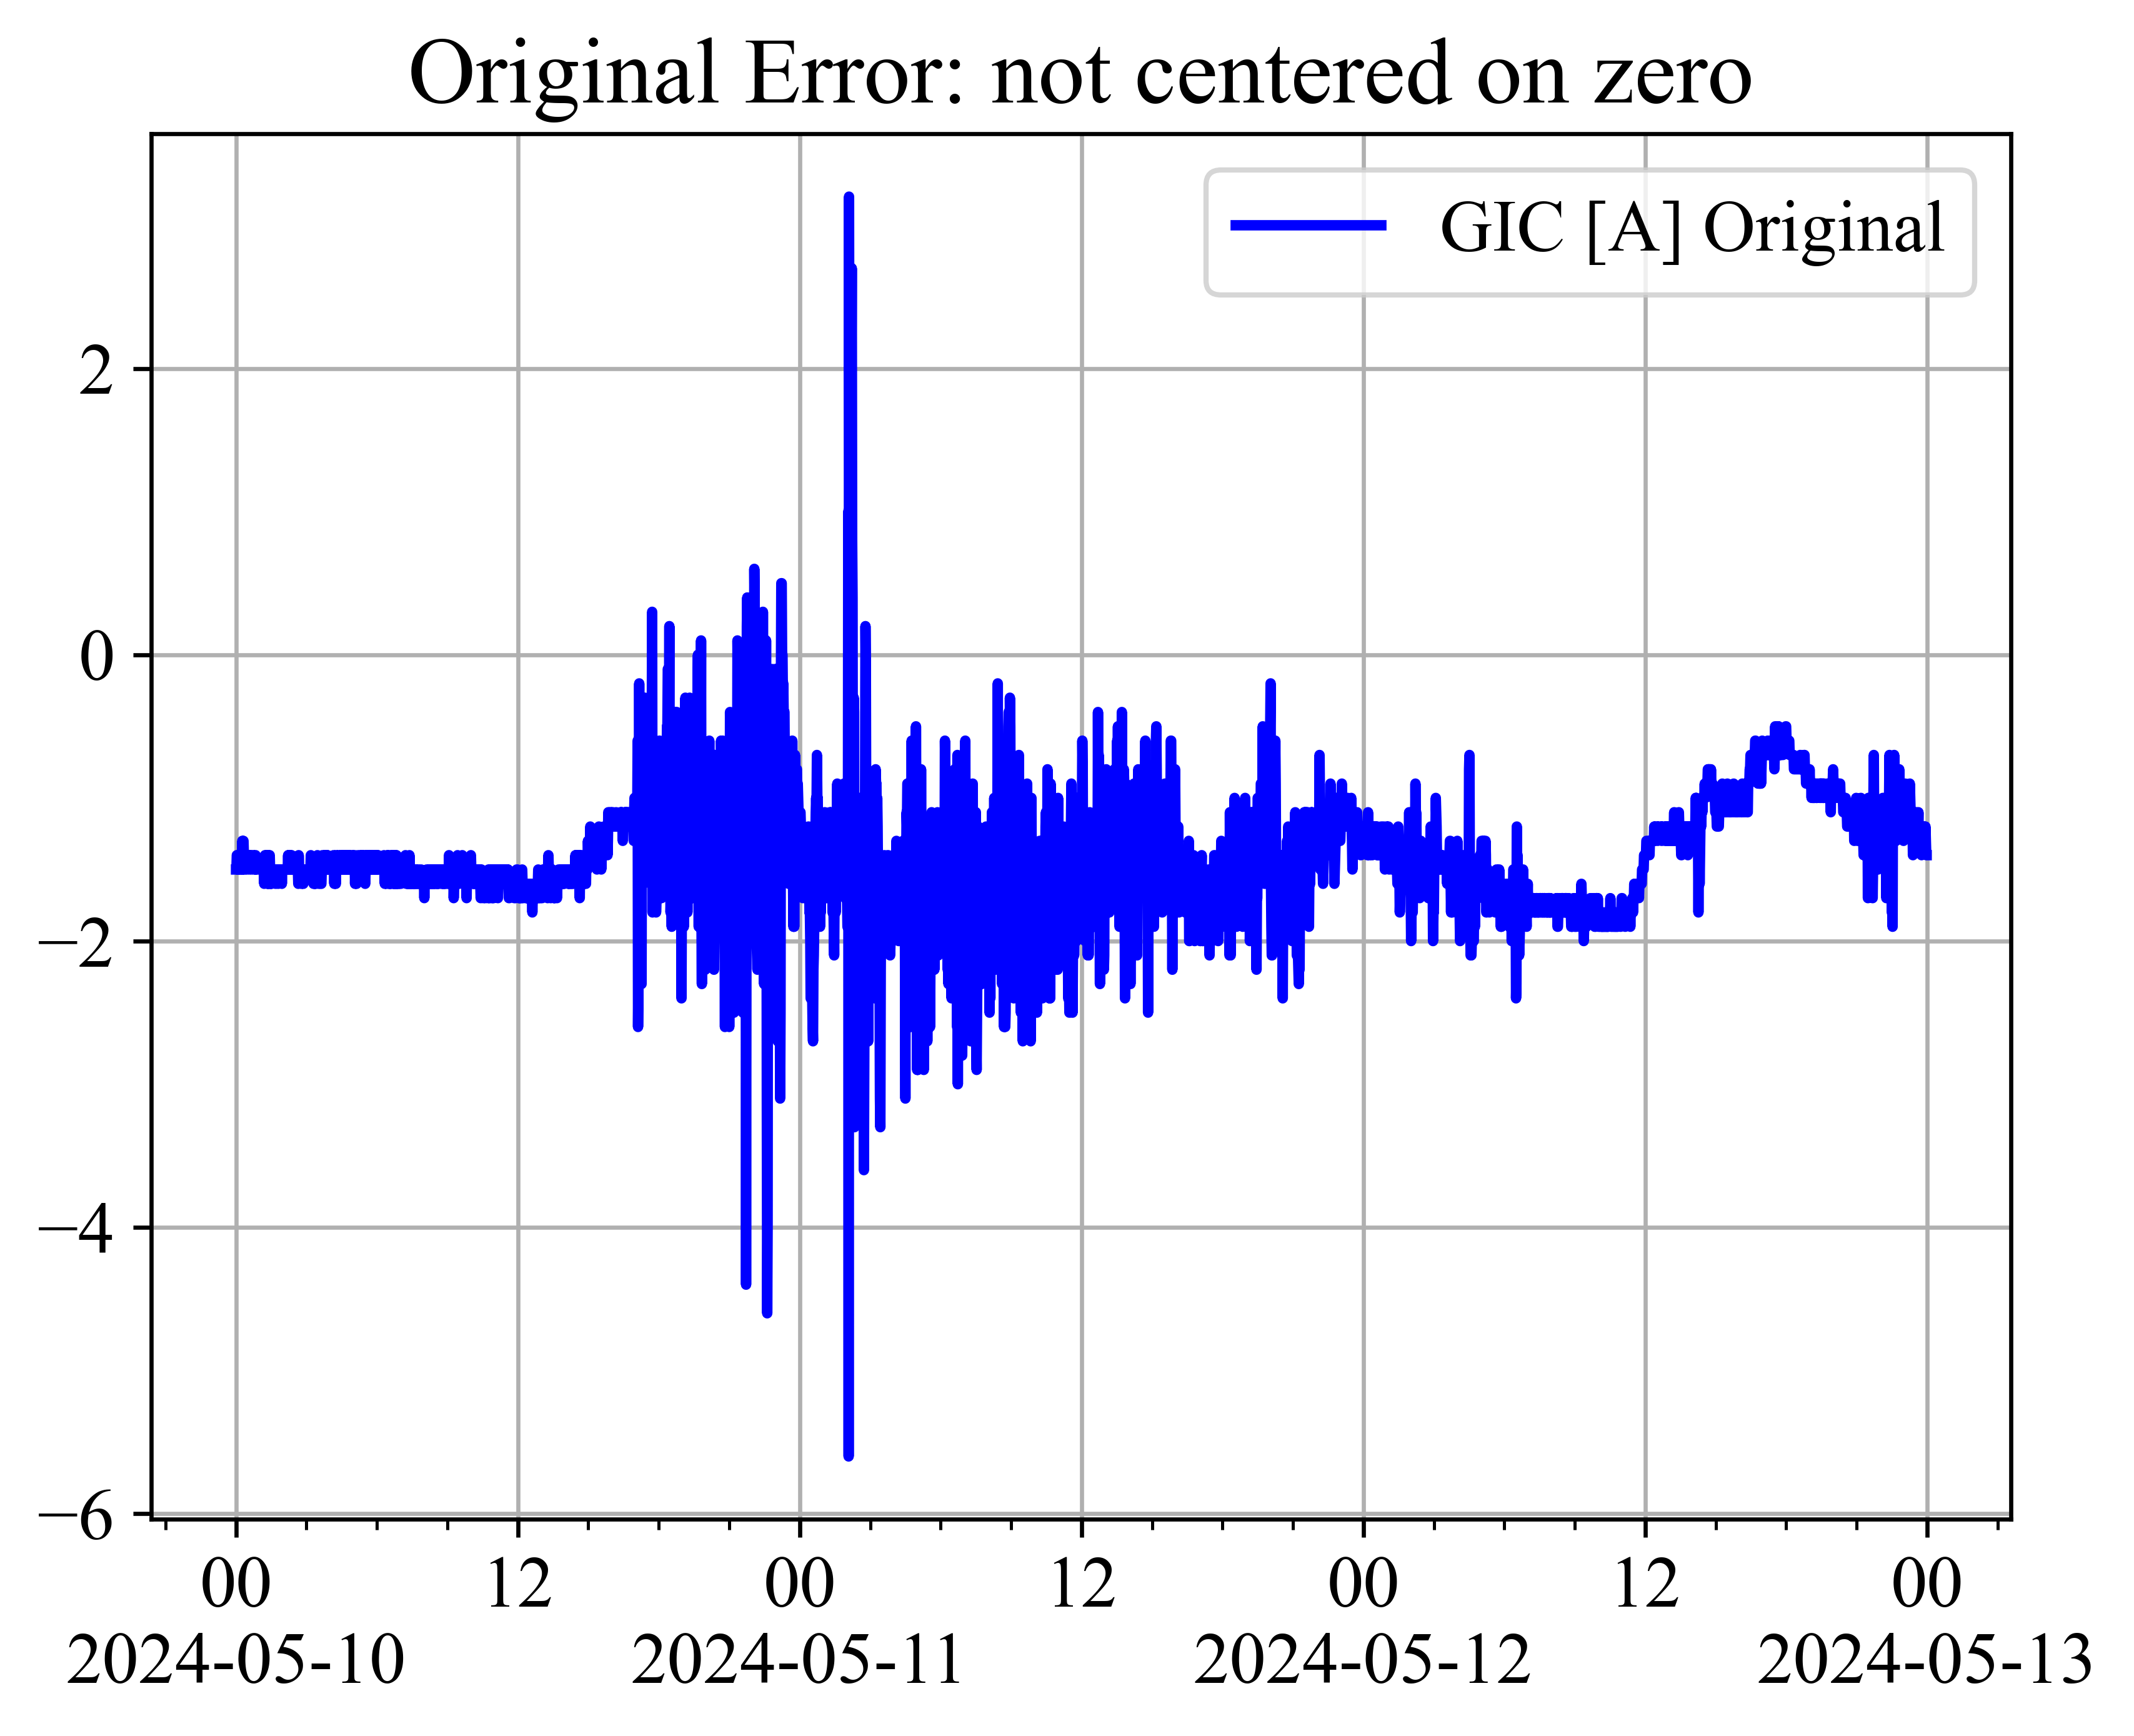 Original Error: not centered on zero
GIC [A] Original
2
0
−2
−4
−6
00 12 00 12 00 12 00
2024-05-10 2024-05-11 2024-05-12 2024-05-13